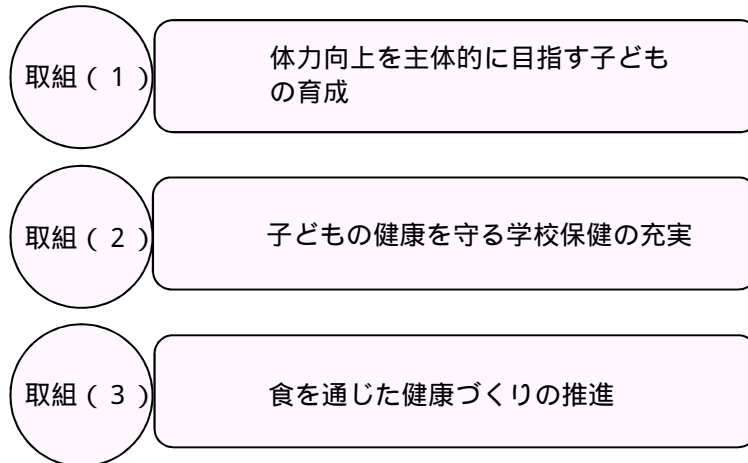 取組(1)
体力向上を主体的に目指す子ども
の育成
取組(2)
子どもの健康を守る学校保健の充実
取組(3)
食を通じた健康づくりの推進